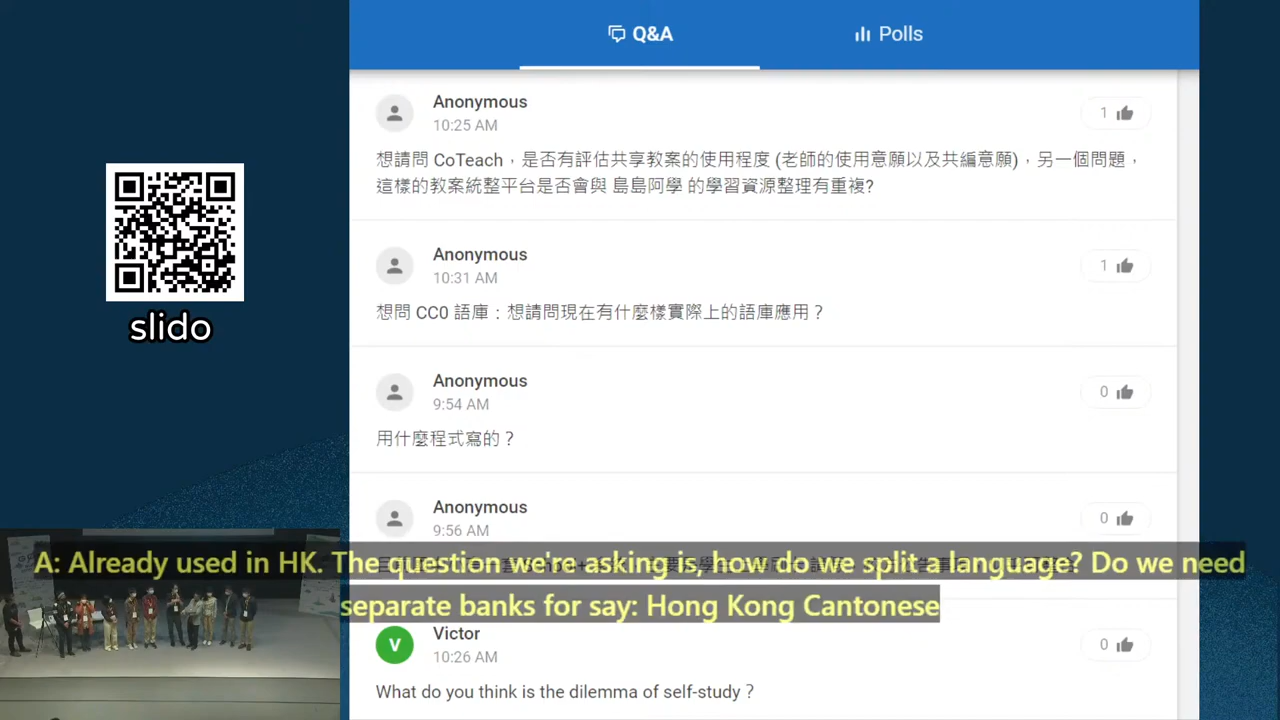 Q&A
Polls
Anonymous
10:25 AM
1
想請問 CoTeach，是否有評估共享教案的使用程度 (老師的使用意願以及共編意願)，另一個問題，
這樣的教案統整平台是否會與 島島阿學 的學習資源整理有重複?
Anonymous
10:31 AM
1
想問 CC0 語庫：想請問現在有什麼樣實際上的語庫應用？
Anonymous
9:54 AM
0
用什麼程式寫的？
Anonymous
9:56 AM
0
A: Already used in HK. The question we're asking is, how do we split a language? Do we need
separate banks for say: Hong Kong Cantonese
Victor
V
10:26 AM
0
What do you think is the dilemma of self-study？
slido